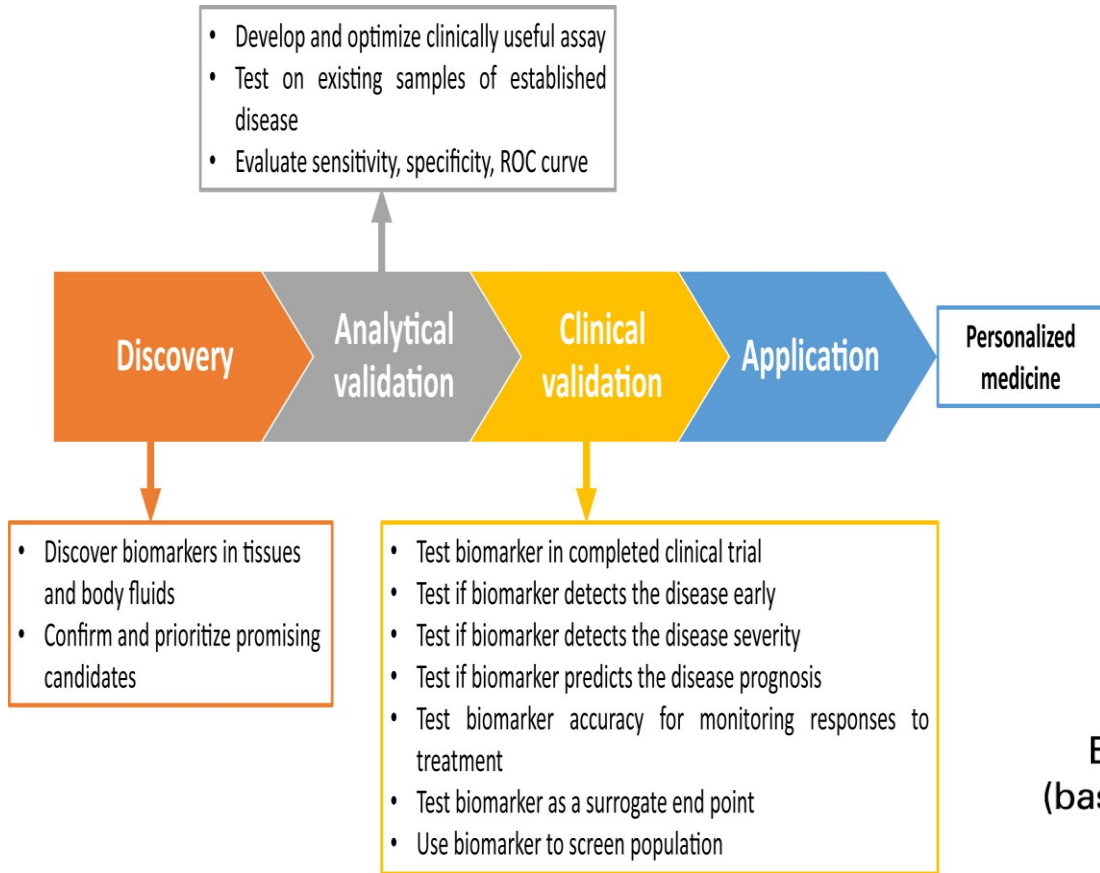 • Develop and optimize clinically useful assay
• Test on existing samples of established
disease
• Evaluate sensitivity, specificity, ROC curve
Discovery
Analytical
validation
Clinical
validation
Application
Personalized
medicine
• Discover biomarkers in tissues
and body fluids
• Confirm and prioritize promising
candidates
• Test biomarker in completed clinical trial
• Test if biomarker detects the disease early
• Test if biomarker detects the disease severity
• Test if biomarker predicts the disease prognosis
• Test biomarker accuracy for monitoring responses to
treatment
• Test biomarker as a surrogate end point
• Use biomarker to screen population